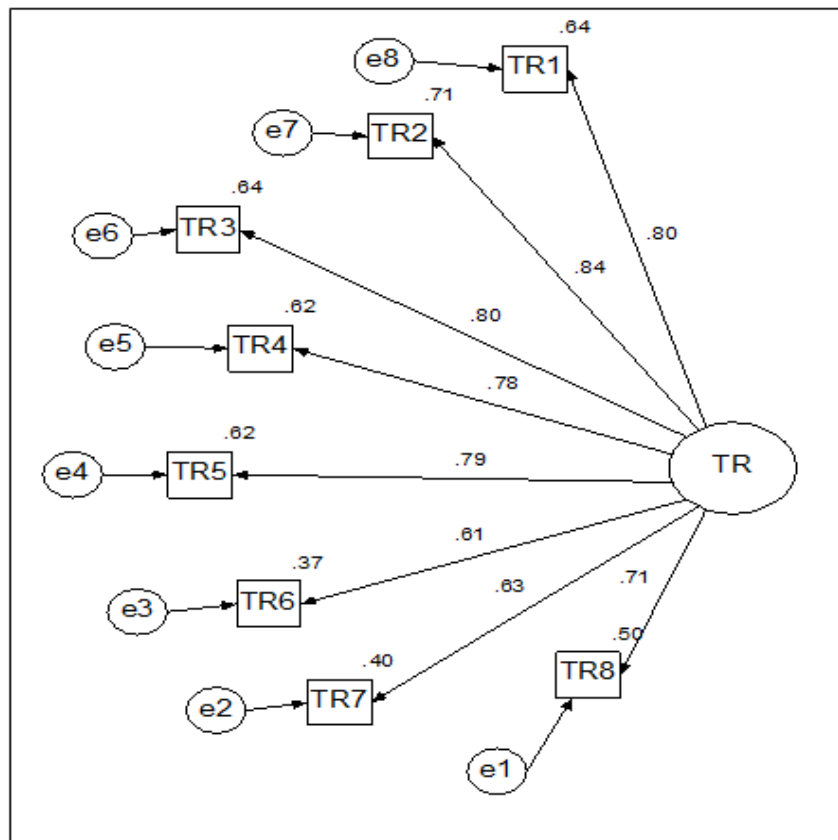 .64
e8
TR1
.71
e7
TR2
.64
e6
TR3
.80
.84
.62
e5
TR4
.80
.78
.62
e4
TR5
.79
TR
.37
.61
e3
TR6
.63
.71
.40
.50
e2
TR7
TR8
e1